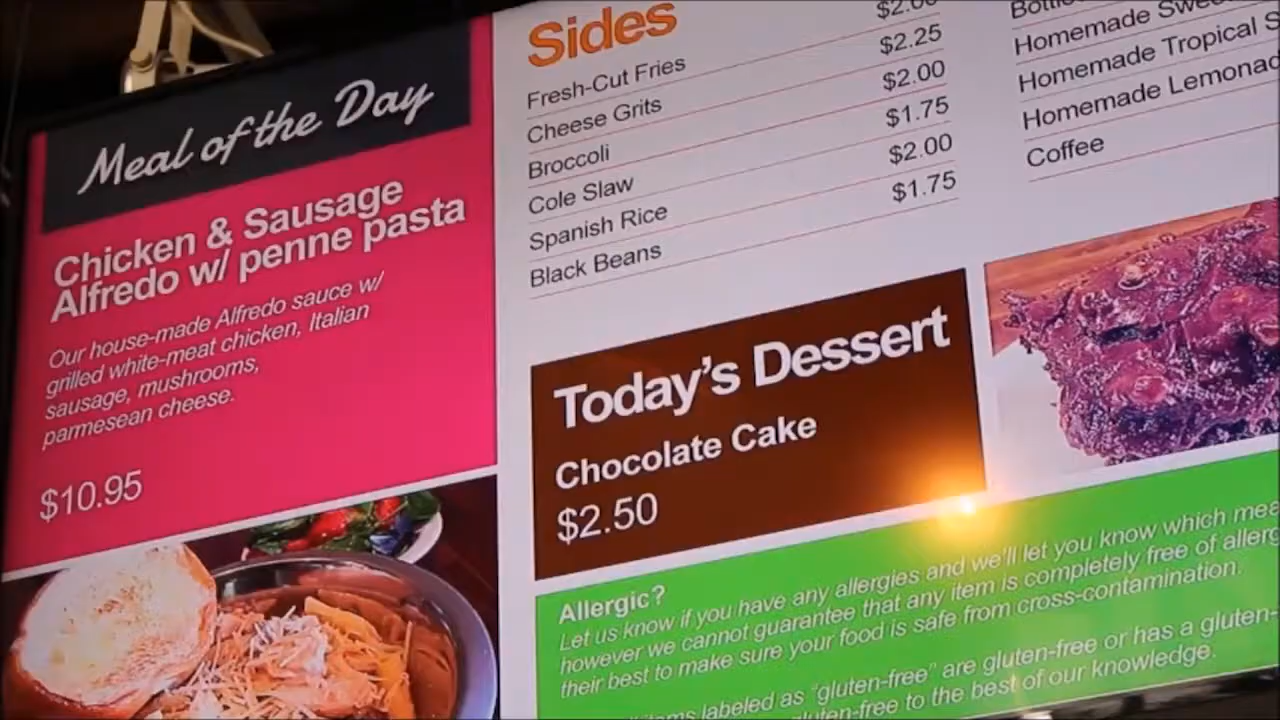 Meal of the Day
Chicken & Sausage
Alfredo w/ penne pasta
Our house-made Alfredo sauce w/
grilled white-meat chicken, Italian
sausage, mushrooms,
parmesean cheese.
$10.95
Sides
Fresh-Cut Fries $2.00
Cheese Grits $2.25
Broccoli $2.00
Cole Slaw $1.75
Spanish Rice $2.00
Black Beans $1.75
Homemade
Homemade Tropical
Homemade
Coffee
Today's Dessert
Chocolate Cake
$2.50
Allergic?
Let us know if you have any allergies and we'll let you know which
however we cannot guarantee that any item is completely free of
their best to make sure your food is safe from cross-contamination.
labeled as "gluten-free" are gluten-free or has a gluten-
gluten-free to the best of our knowledge.